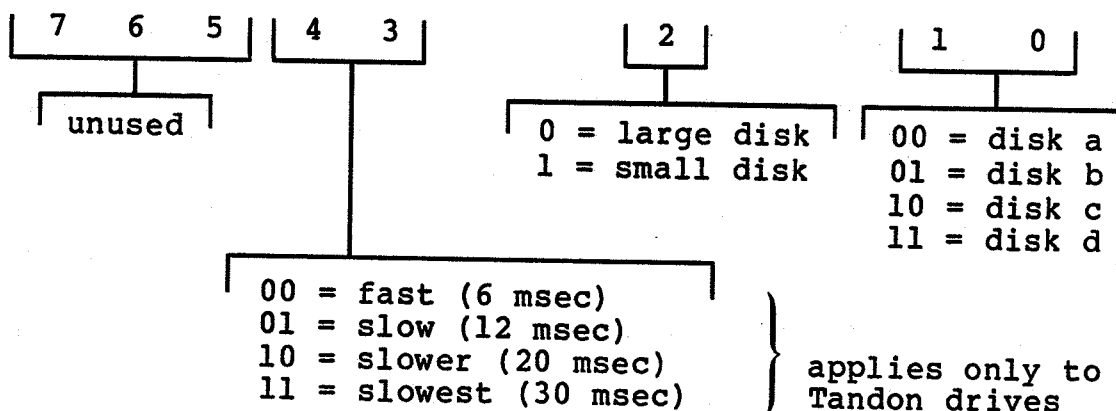 7 6 5 4 3 2 1 0
unused
0 = large disk
1 = small disk
00 = disk a
01 = disk b
10 = disk c
11 = disk d
00 = fast (6 msec)
01 = slow (12 msec)
10 = slower (20 msec)
11 = slowest (30 msec)
applies only to
Tandon drives